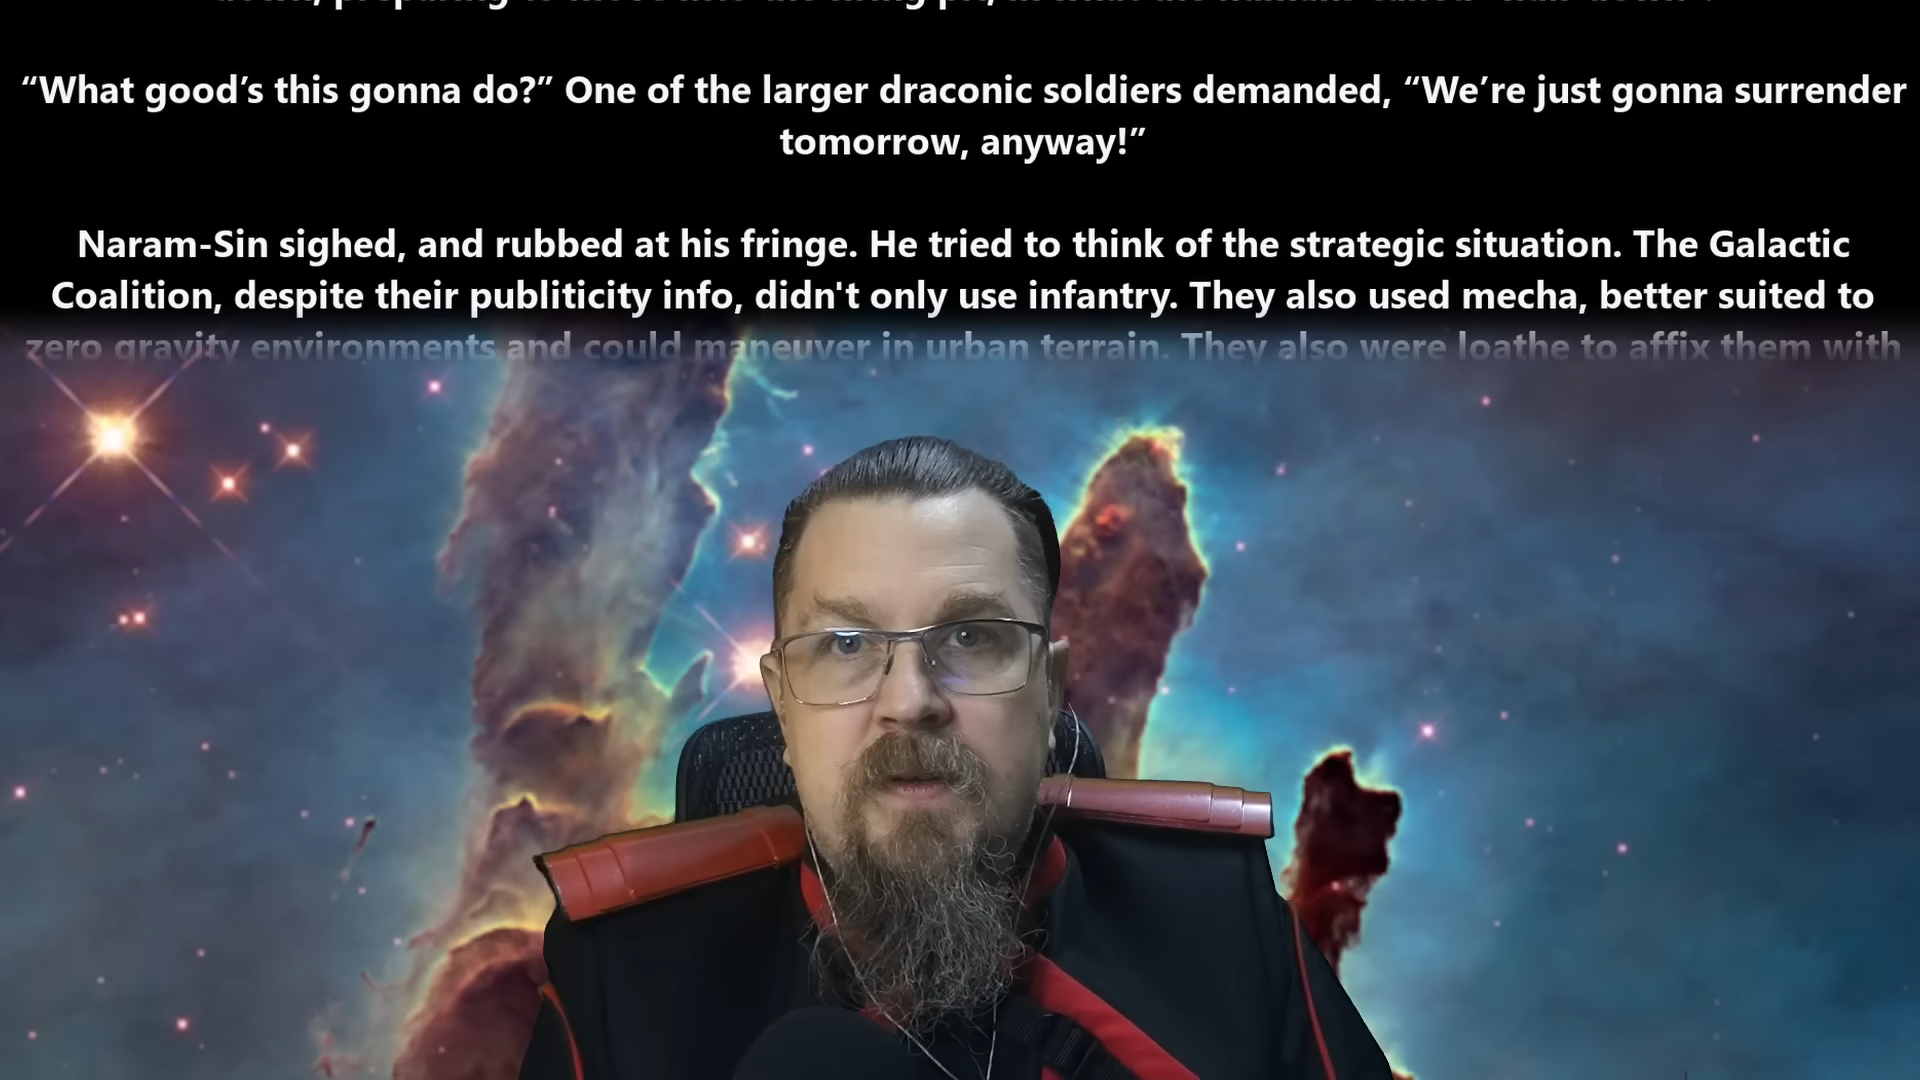 “What good’s this gonna do?” One of the larger draconic soldiers demanded, “We’re just gonna surrender
tomorrow, anyway!”
Naram-Sin sighed, and rubbed at his fringe. He tried to think of the strategic situation. The Galactic
Coalition, despite their publiticity info, didn't only use infantry. They also used mecha, better suited to
zero gravity environments and could maneuver in urban terrain. They also were loathe to affix them with